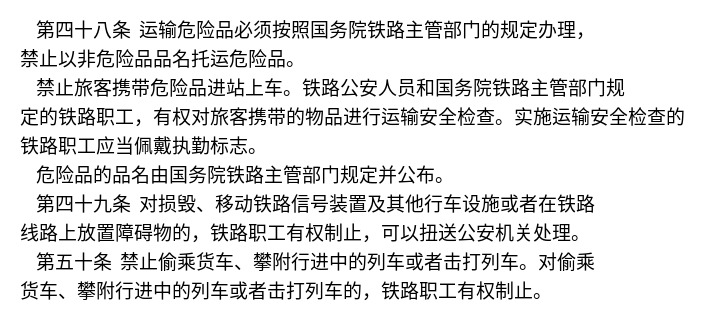 第四十八条 运输危险品必须按照国务院铁路主管部门的规定办理，
禁止以非危险品品名托运危险品。
禁止旅客携带危险品进站上车。铁路公安人员和国务院铁路主管部门规
定的铁路职工，有权对旅客携带的物品进行运输安全检查。实施运输安全检查的
铁路职工应当佩戴执勤标志。
危险品的品名由国务院铁路主管部门规定并公布。
第四十九条 对损毁、移动铁路信号装置及其他行车设施或者在铁路
线路上放置障碍物的，铁路职工有权制止，可以扭送公安机关处理。
第五十条 禁止偷乘货车、攀附行进中的列车或者击打列车。对偷乘
货车、攀附行进中的列车或者击打列车的，铁路职工有权制止。